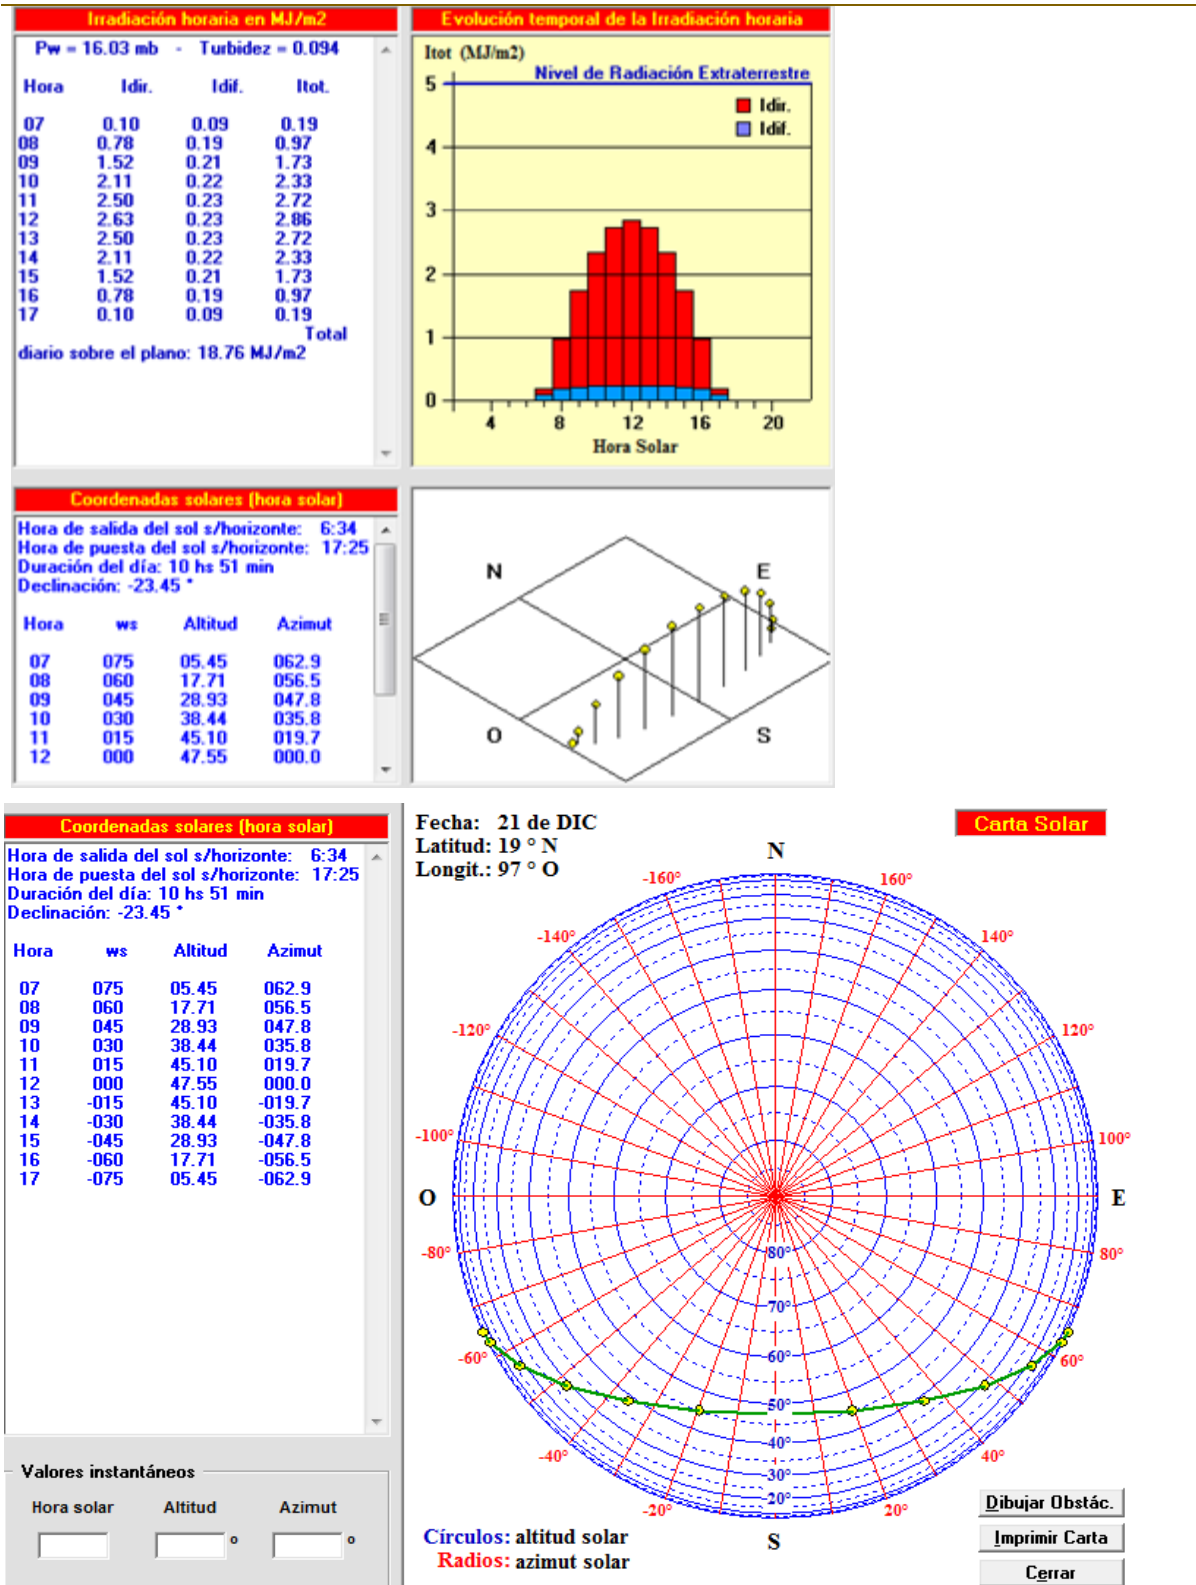 Irradiación horaria en MJ/m2
Pw = 16.03 mb - Turbidez = 0.094
Hora Idir. Idif. Itot.
07 0.10 0.09 0.19
08 0.78 0.19 0.97
09 1.52 0.21 1.73
10 2.11 0.22 2.33
11 2.50 0.23 2.72
12 2.63 0.23 2.86
13 2.50 0.23 2.72
14 2.11 0.22 2.33
15 1.52 0.21 1.73
16 0.78 0.19 0.97
17 0.10 0.09 0.19
Total
diario sobre el plano: 18.76 MJ/m2
Evolución temporal de la Irradiación horaria
Itot (MJ/m2)
Nivel de Radiación Extraterrestre
5
Idir.
Idif.
4
3
2
1
0
4 8 12 16 20
Hora Solar
Coordenadas solares (hora solar)
Hora de salida del sol s/horizonte: 6:34
Hora de puesta del sol s/horizonte: 17:25
Duración del día: 10 hs 51 min
Declinación: -23.45 °
Hora ws Altitud Azimut
07 075 05.45 062.9
08 060 17.71 056.5
09 045 28.93 047.8
10 030 38.44 035.8
11 015 45.10 019.7
12 000 47.55 000.0
N E
O S
Coordenadas solares (hora solar)
Hora de salida del sol s/horizonte: 6:34
Hora de puesta del sol s/horizonte: 17:25
Duración del día: 10 hs 51 min
Declinación: -23.45 °
Hora ws Altitud Azimut
07 075 05.45 062.9
08 060 17.71 056.5
09 045 28.93 047.8
10 030 38.44 035.8
11 015 45.10 019.7
12 000 47.55 000.0
13 -015 45.10 -019.7
14 -030 38.44 -035.8
15 -045 28.93 -047.8
16 -060 17.71 -056.5
17 -075 05.45 -062.9
Valores instantáneos
Hora solar Altitud Azimut
° °
Fecha: 21 de DIC
Latitud: 19 ° N
Longit.: 97 ° O
Carta Solar
N
-160° 160°
-140° 140°
-120° 120°
-100° 100°
O E
-80° 80° 80°
70°
-60° 60° 60°
50°
-40° 40° 40°
30°
-20° 20° 20°
S
Círculos: altitud solar
Radios: azimut solar
Dibujar Obstác.
Imprimir Carta
Cerrar